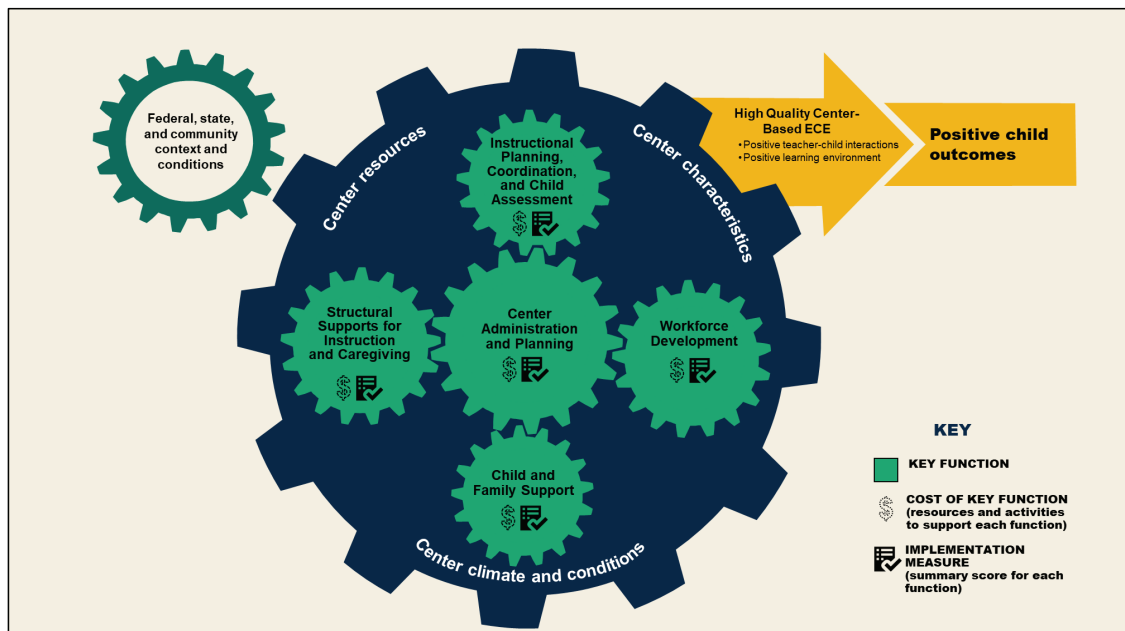 Federal, state,
and community
context and
conditions
Center resources
Center characteristics
Center climate and conditions
Instructional
Planning,
Coordination,
and Child
Assessment
Structural
Supports for
Instruction
and Caregiving
Center
Administration
and Planning
Workforce
Development
Child and
Family Support
High Quality Center-
Based ECE
• Positive teacher-child interactions
• Positive learning environment
Positive child
outcomes
KEY
KEY FUNCTION
COST OF KEY FUNCTION
(resources and activities
to support each function)
IMPLEMENTATION
MEASURE
(summary score for each
function)